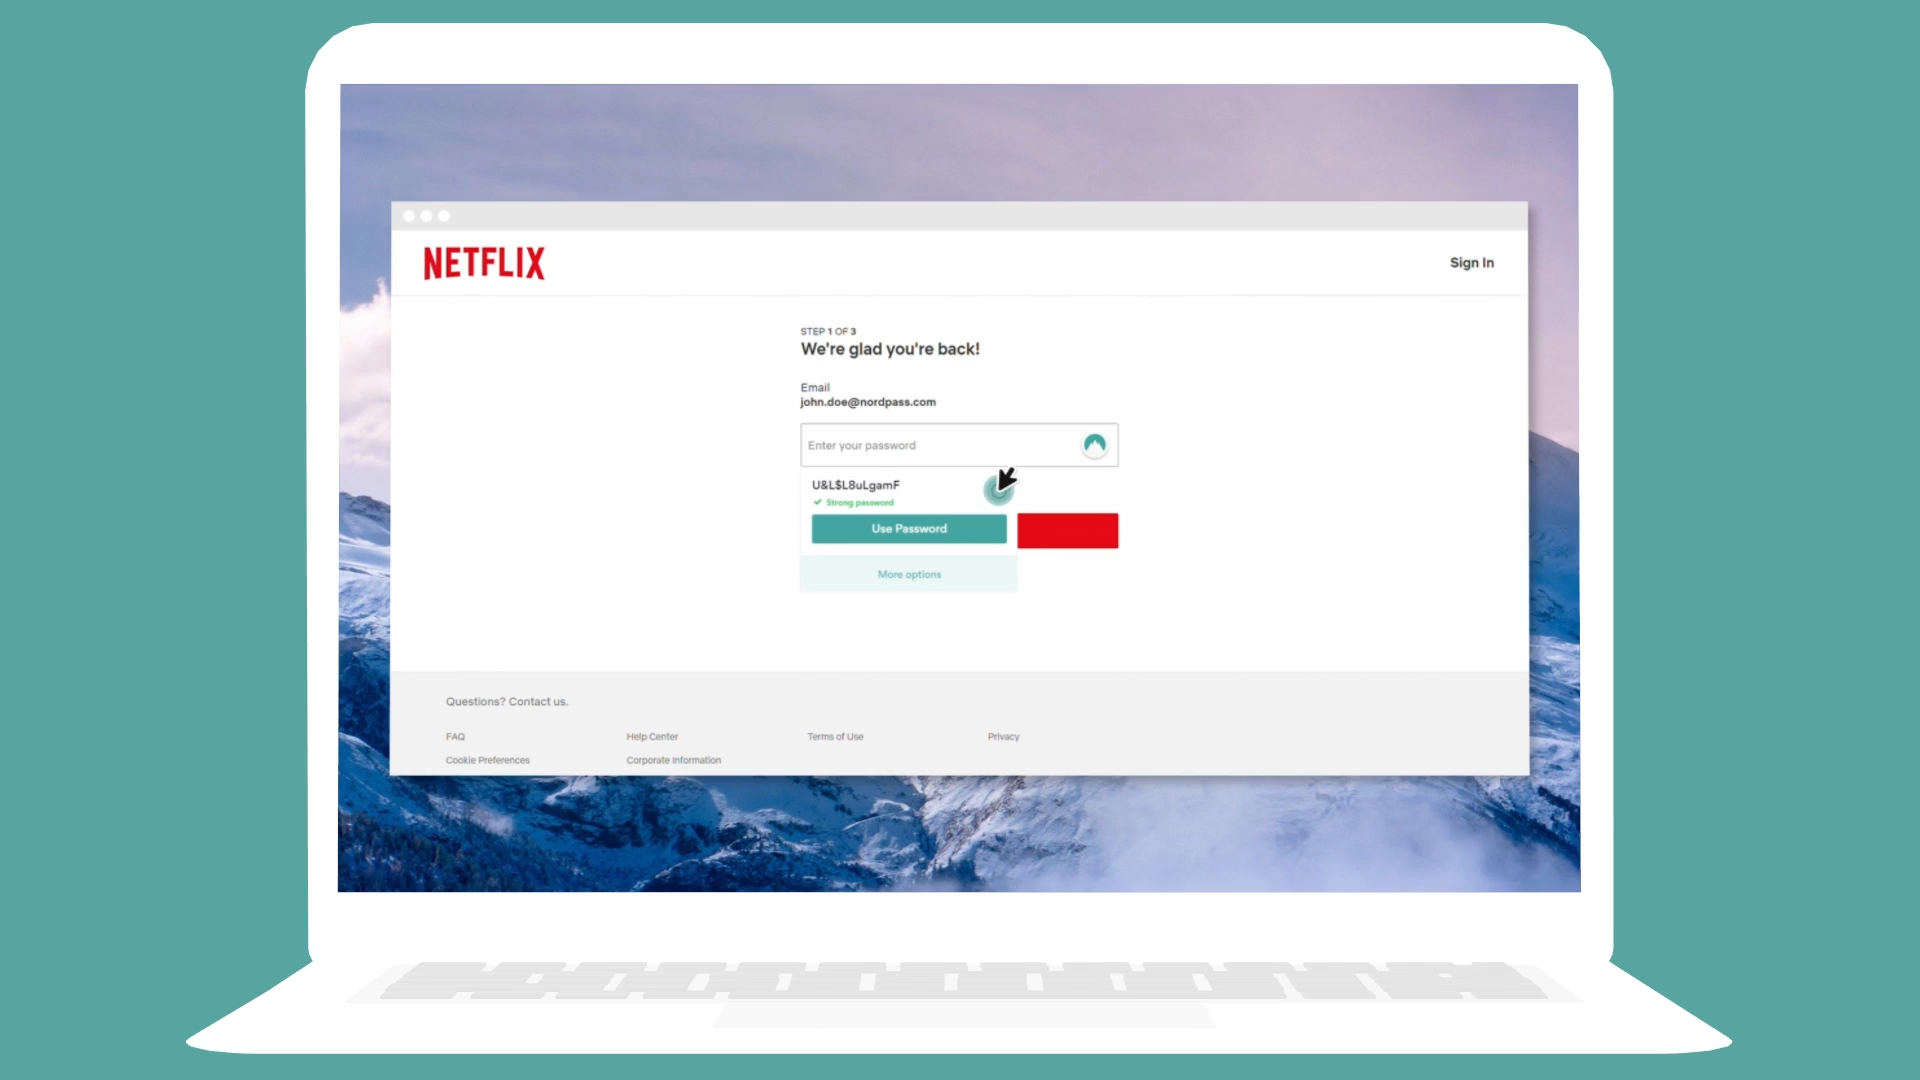 NETFLIX
Sign In
STEP 1 OF 3
We're glad you're back!
Email
john.doe@nordpass.com
Enter your password
U&L$L8uLgamF
Strong password
Use Password
More options
Questions? Contact us.
FAQ
Help Center
Terms of Use
Privacy
Cookie Preferences
Corporate Information